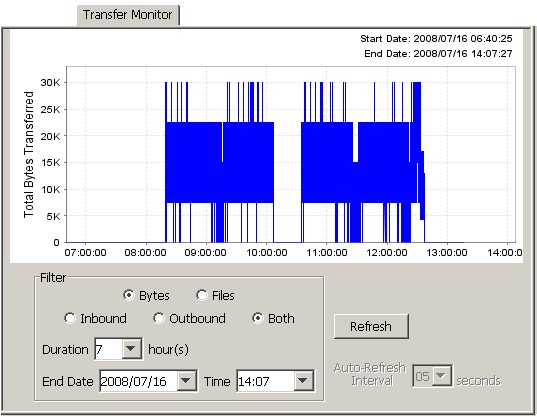 Transfer Monitor
Start Date: 2008/07/16 06:40:25
End Date: 2008/07/16 14:07:27
Total Bytes Transferred
30K
25K
20K
15K
10K
5K
0
07:00:00 08:00:00 09:00:00 10:00:00 11:00:00 12:00:00 13:00:00 14:00:0
Filter
Bytes Files
Inbound Outbound Both
Duration 7 hour(s)
End Date 2008/07/16 Time 14:07
Refresh
Auto-Refresh
Interval 05 seconds